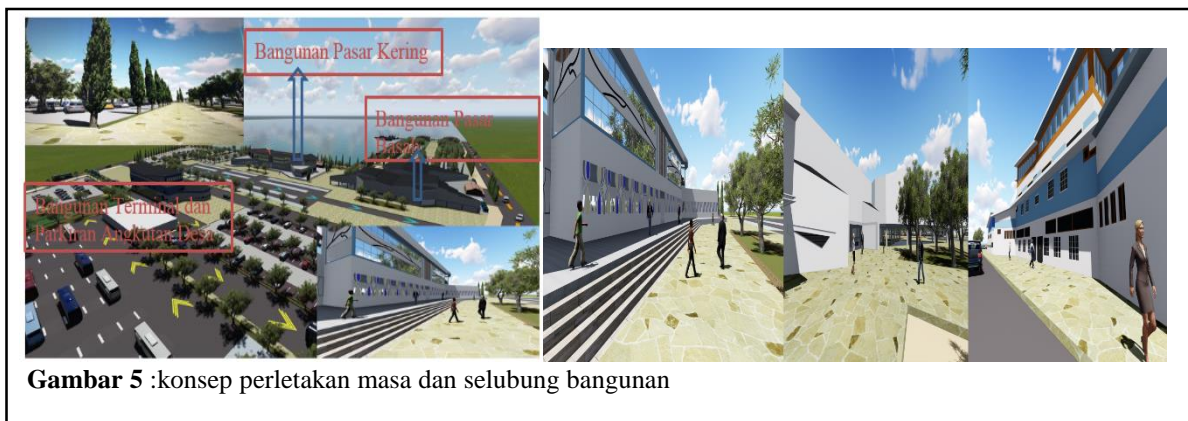 Bangunan Pasar Kering
Bangunan Pasar
Basah
Bangunan Terminal dan
Parkiran Angkutan Desa
Gambar 5 :konsep perletakan masa dan selubung bangunan